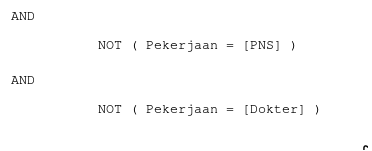 AND
NOT ( Pekerjaan = [PNS] )
AND
NOT ( Pekerjaan = [Dokter] )